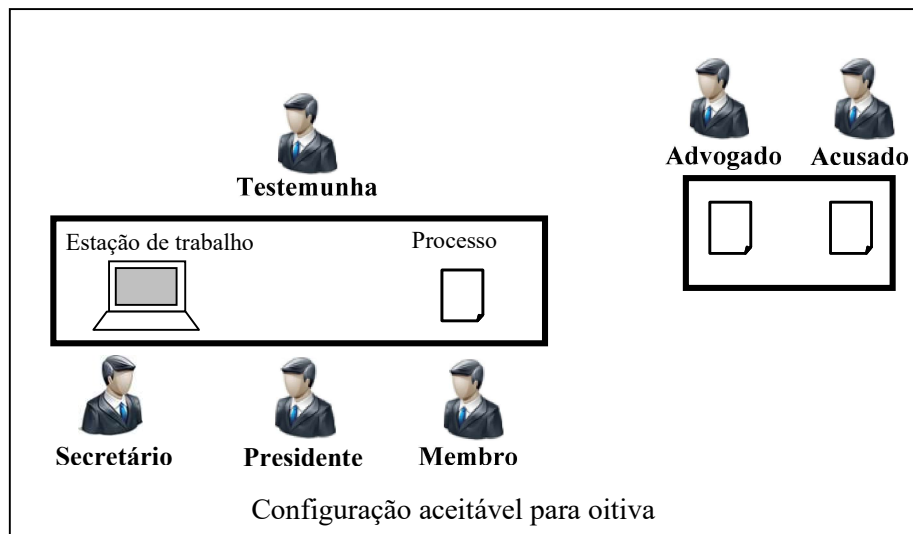 Advogado Acusado
Testemunha
Estação de trabalho Processo
Secretário Presidente Membro
Configuração aceitável para oitiva